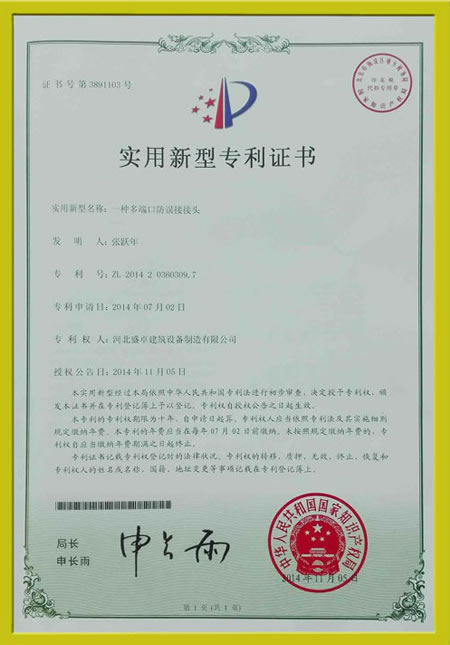 证书号第3891103号
实用新型专利证书
实用新型名称：一种多端口防误接接头
发明人：张跃年
专利号：ZL 2014 2 0360309.7
专利申请日：2014年07月02日
专利权人：河北盛卓建筑设备制造有限公司
授权公告日：2014年11月05日
本实用新型经过本局依照中华人民共和国专利法进行初步审查，决定授予专利权，颁
发本证书并在专利登记簿上予以登记。专利权自授权公告之日起生效。
本专利的专利权期限为十年，自申请日起算。专利权人应当依照专利法及其实施细则
规定缴纳年费。本专利的年费应当在每年07月02日前缴纳。未按照规定缴纳年费的，专
利权自应当缴纳年费期满之日起终止。
专利证书记载专利权登记时的法律状况。专利权的转移、质押、无效、终止、恢复和
专利权人的姓名或名称、国籍、地址变更等事项记载在专利登记簿上。
局长
申长雨
申长雨
中华人民共和国国家知识产权局
2014年11月05日
第1页(共1页)